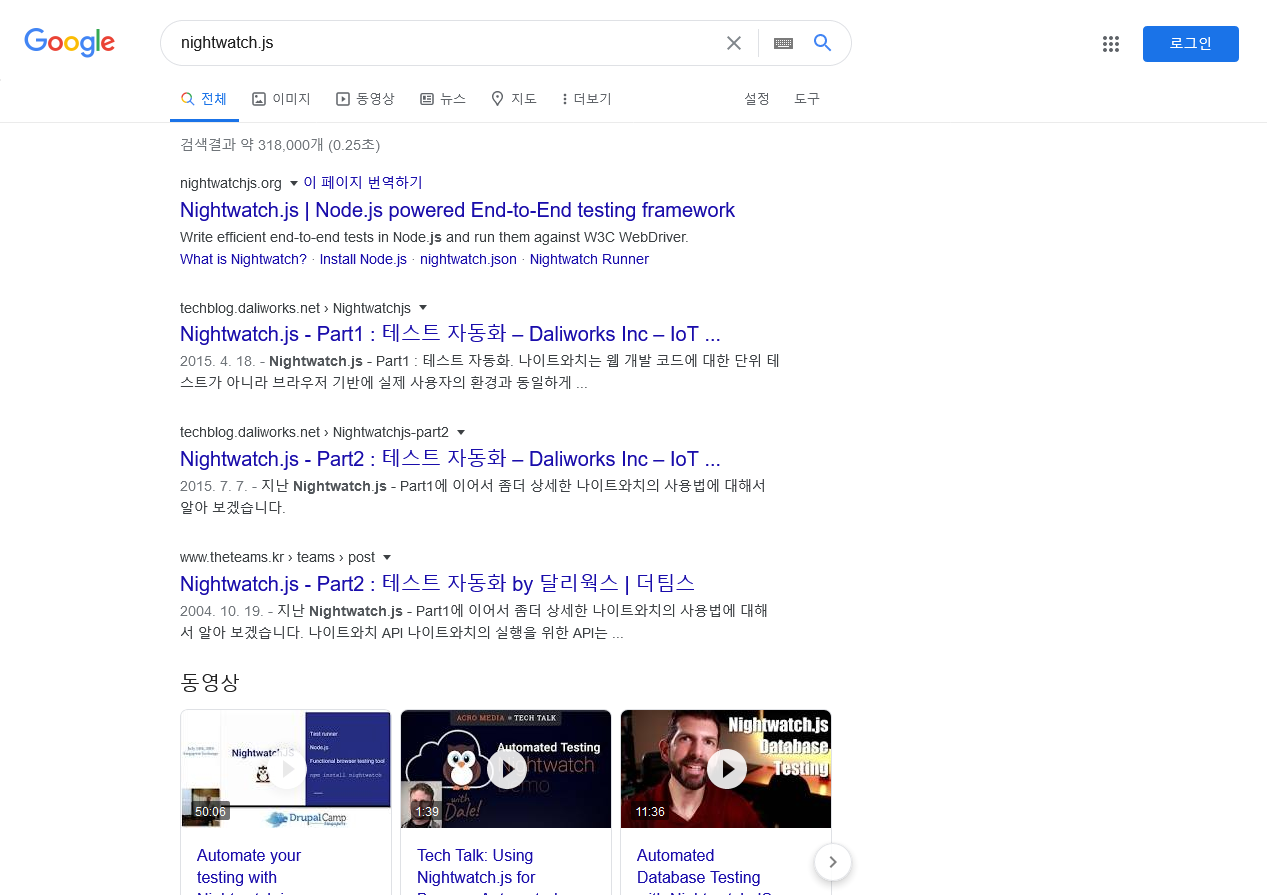 Google
nightwatch.js
로그인
전체 이미지 동영상 뉴스 지도 더보기 설정 도구
검색결과 약 318,000개 (0.25초)
nightwatchjs.org 이 페이지 번역하기
Nightwatch.js | Node.js powered End-to-End testing framework
Write efficient end-to-end tests in Node.js and run them against W3C WebDriver.
What is Nightwatch? · Install Node.js · nightwatch.json · Nightwatch Runner
techblog.daliworks.net › Nightwatchjs
Nightwatch.js - Part1 : 테스트 자동화 – Daliworks Inc – IoT ...
2015. 4. 18. - Nightwatch.js - Part1 : 테스트 자동화. 나이트와치는 웹 개발 코드에 대한 단위 테
스트가 아니라 브라우저 기반에 실제 사용자의 환경과 동일하게 ...
techblog.daliworks.net › Nightwatchjs-part2
Nightwatch.js - Part2 : 테스트 자동화 – Daliworks Inc – IoT ...
2015. 7. 7. - 지난 Nightwatch.js - Part1에 이어서 좀더 상세한 나이트와치의 사용법에 대해서
알아 보겠습니다.
www.theteams.kr › teams › post
Nightwatch.js - Part2 : 테스트 자동화 by 달리웍스 | 더팀스
2004. 10. 19. - 지난 Nightwatch.js - Part1에 이어서 좀더 상세한 나이트와치의 사용법에 대해
서 알아 보겠습니다. 나이트와치 API 나이트와치의 실행을 위한 API는 ...
동영상
Test runner
Node.js
Functional browser testing tool
npm install nightwatch
DrupalCamp
50:06
ACRO MEDIA TECH TALK
Automated Testing
Nightwatch
Demo
with Dale!
1:39
Nightwatch.js
Database
Testing
11:36
Automate your
testing with
Tech Talk: Using
Nightwatch.js for
Automated
Database Testing